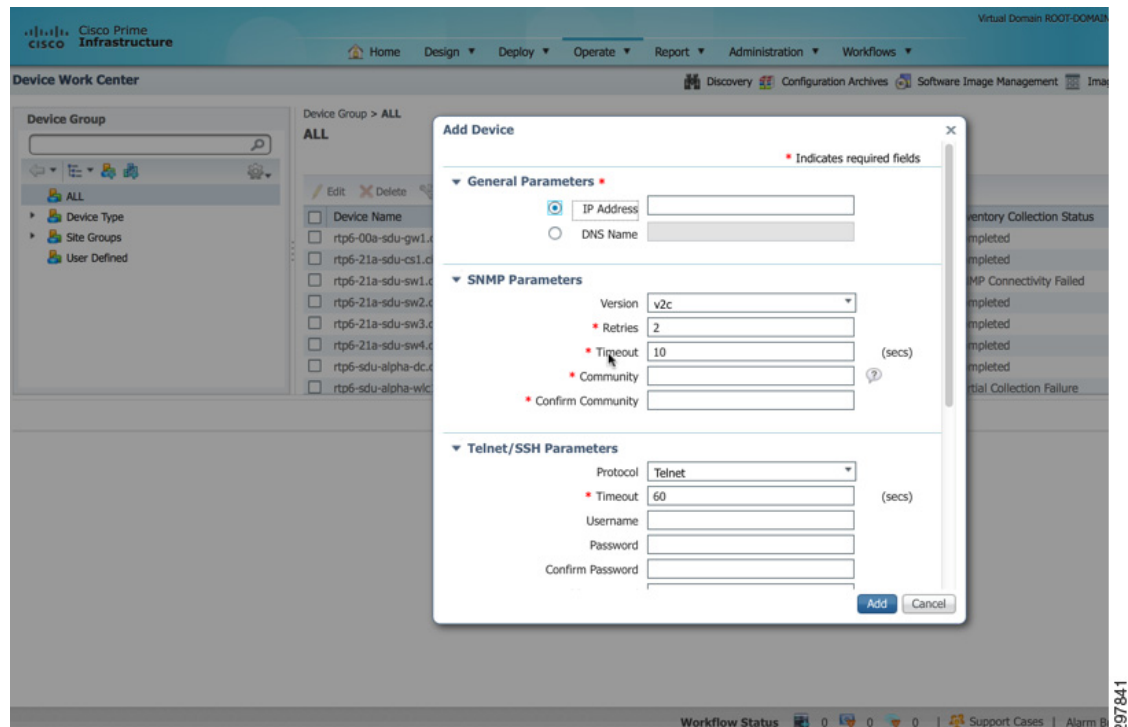 Virtual Domain ROOT-DOMAIN
Cisco Prime
CISCO Infrastructure
Home Design Deploy Operate Report Administration Workflows
Device Work Center
Discovery Configuration Archives Software Image Management
Device Group
Device Group > ALL
ALL
ALL
Device Type
Site Groups
User Defined
Edit Delete
Device Name
rtp6-00a-sdu-gw1.
rtp6-21a-sdu-cs1.ci
rtp6-21a-sdu-sw1.
rtp6-21a-sdu-sw2.
rtp6-21a-sdu-sw3.
rtp6-21a-sdu-sw4.
rtp6-sdu-alpha-dc.
rtp6-sdu-alpha-wlc
ventory Collection Status
mpleted
mpleted
MP Connectivity Failed
mpleted
mpleted
mpleted
mpleted
rtial Collection Failure
Add Device
* Indicates required fields
General Parameters *
IP Address
DNS Name
SNMP Parameters
Version v2c
* Retries 2
* Timeout 10 (secs)
* Community ?
* Confirm Community
Telnet/SSH Parameters
Protocol Telnet
* Timeout 60 (secs)
Username
Password
Confirm Password
Add Cancel
Workflow Status 0 0 0 | Support Cases | Alarm
297841